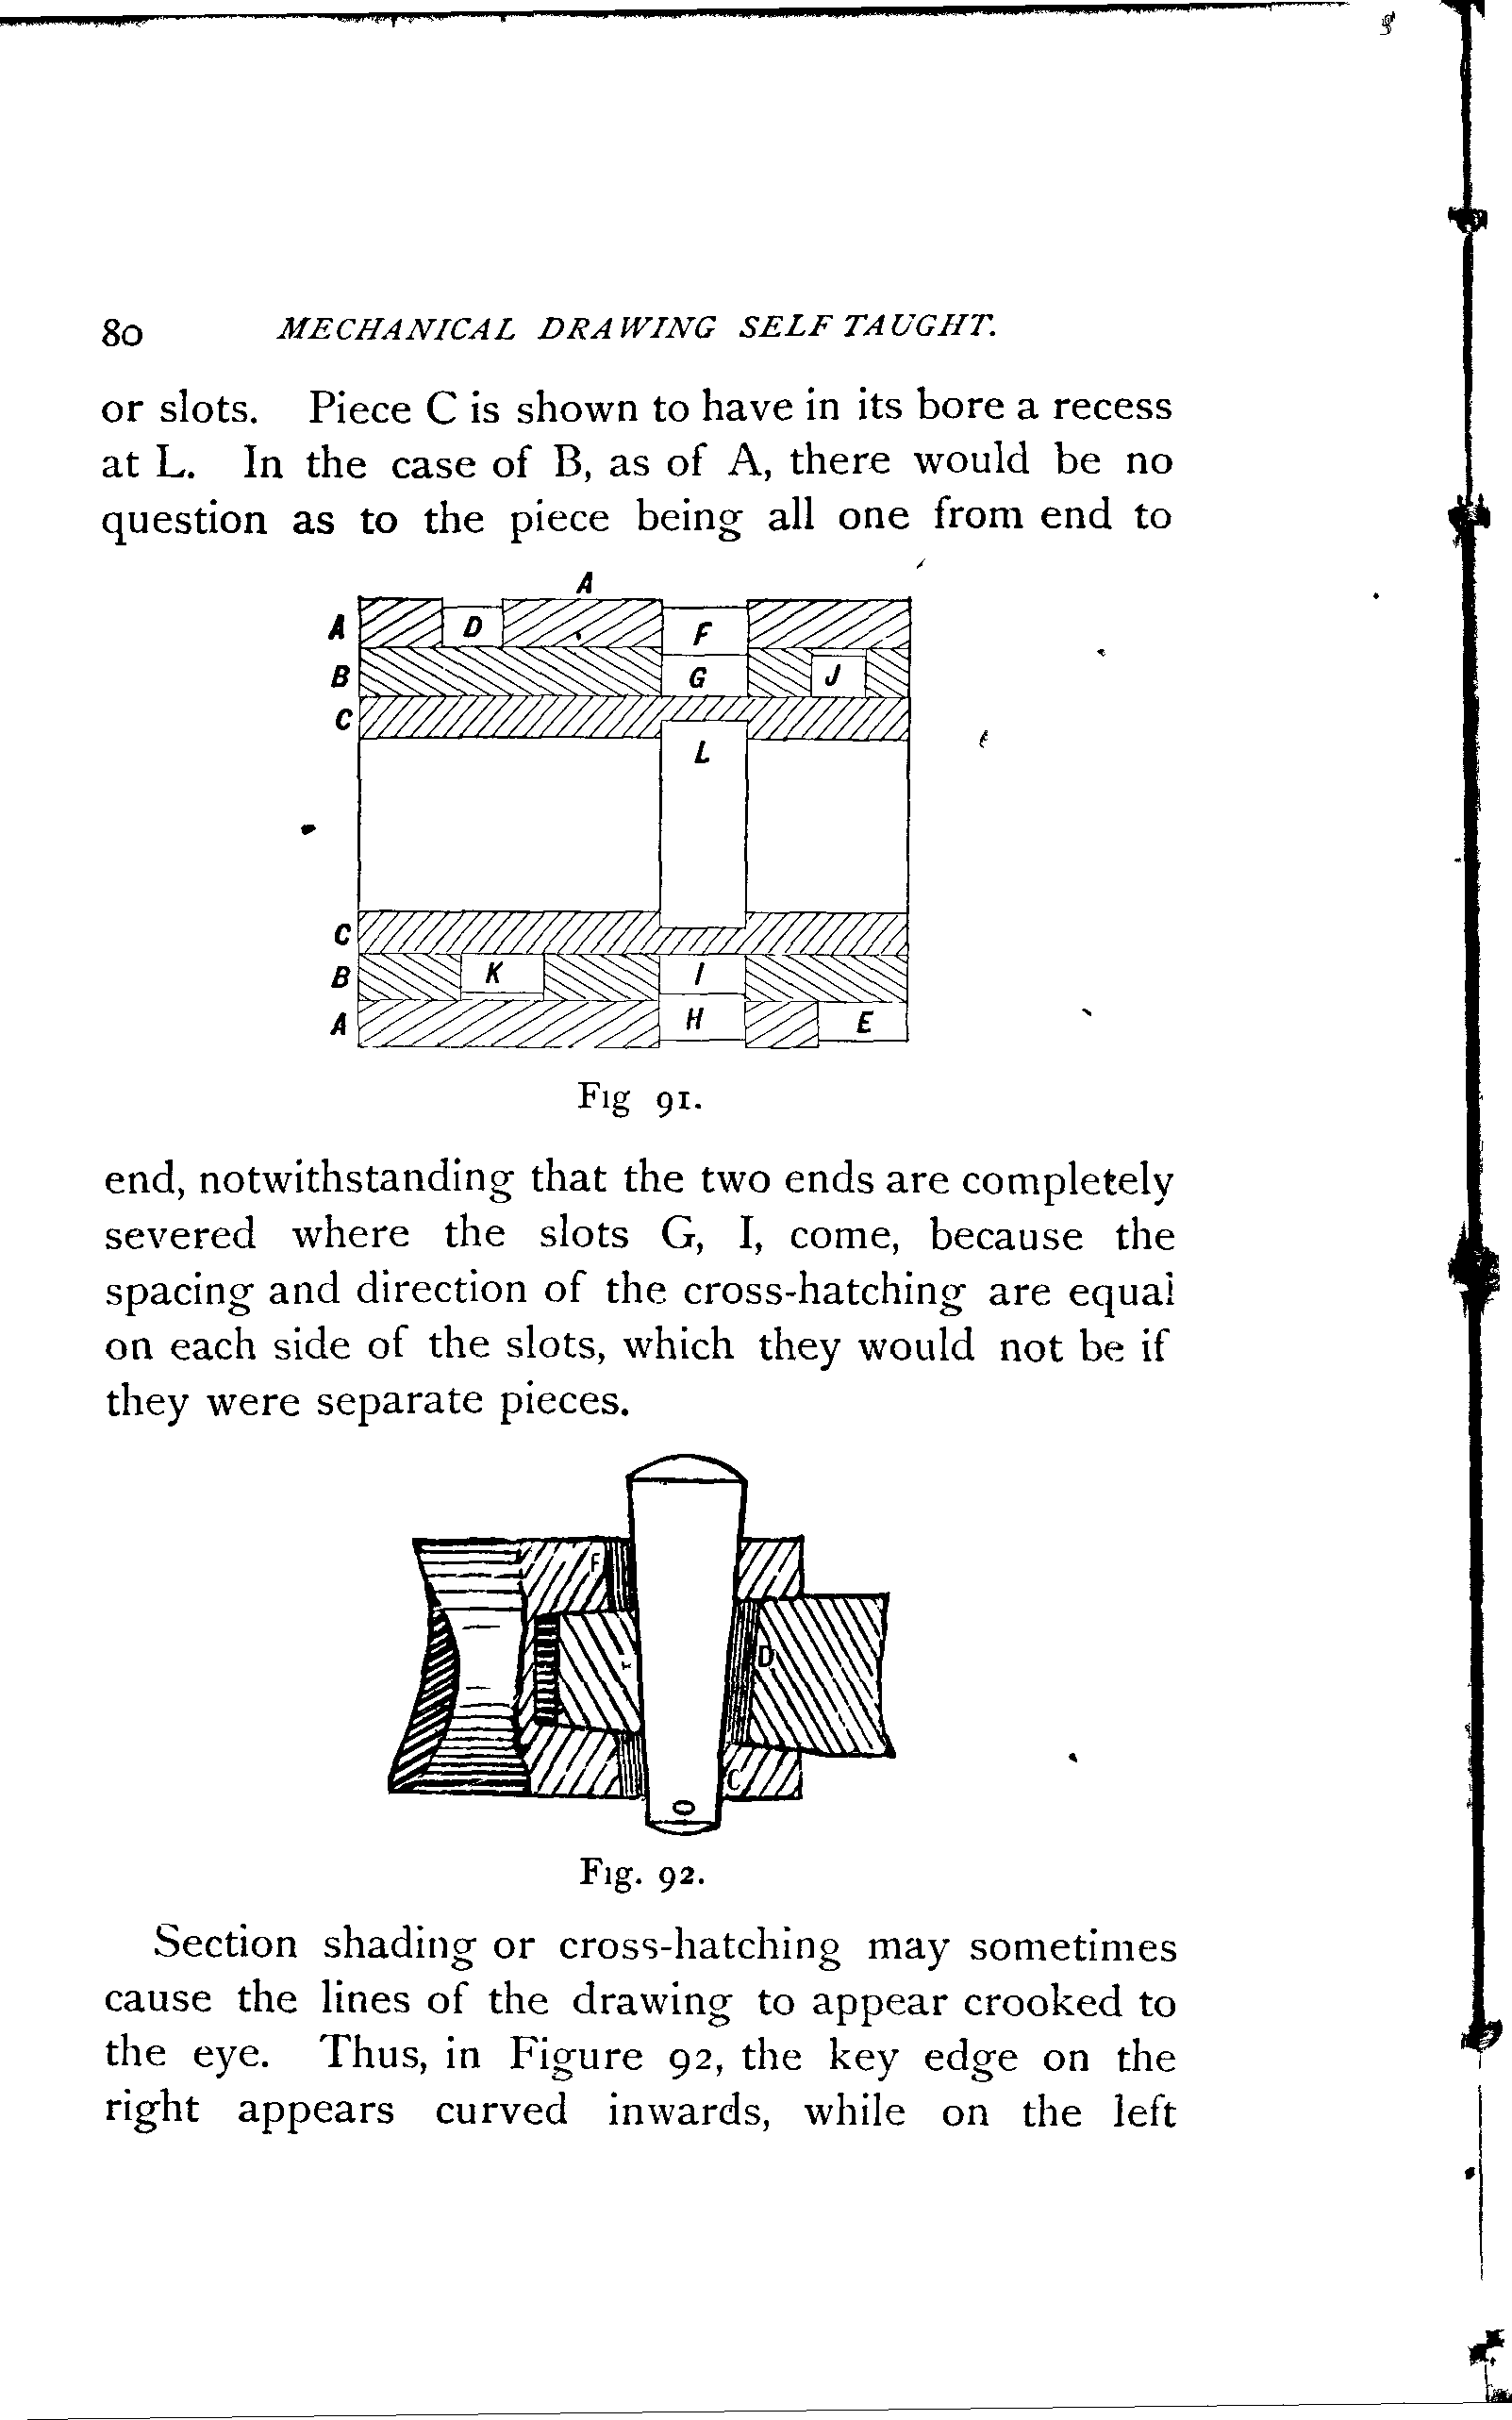 80 MECHANICAL DRAWING SELF TAUGHT.
or slots. Piece C is shown to have in its bore a recess
at L. In the case of B, as of A, there would be no
question as to the piece being all one from end to
A
A D F
B G J
C
L
C
B K I
A H E
Fig 91.
end, notwithstanding that the two ends are completely
severed where the slots G, I, come, because the
spacing and direction of the cross-hatching are equal
on each side of the slots, which they would not be if
they were separate pieces.
F
D
C
Fig. 92.
Section shading or cross-hatching may sometimes
cause the lines of the drawing to appear crooked to
the eye. Thus, in Figure 92, the key edge on the
right appears curved inwards, while on the left